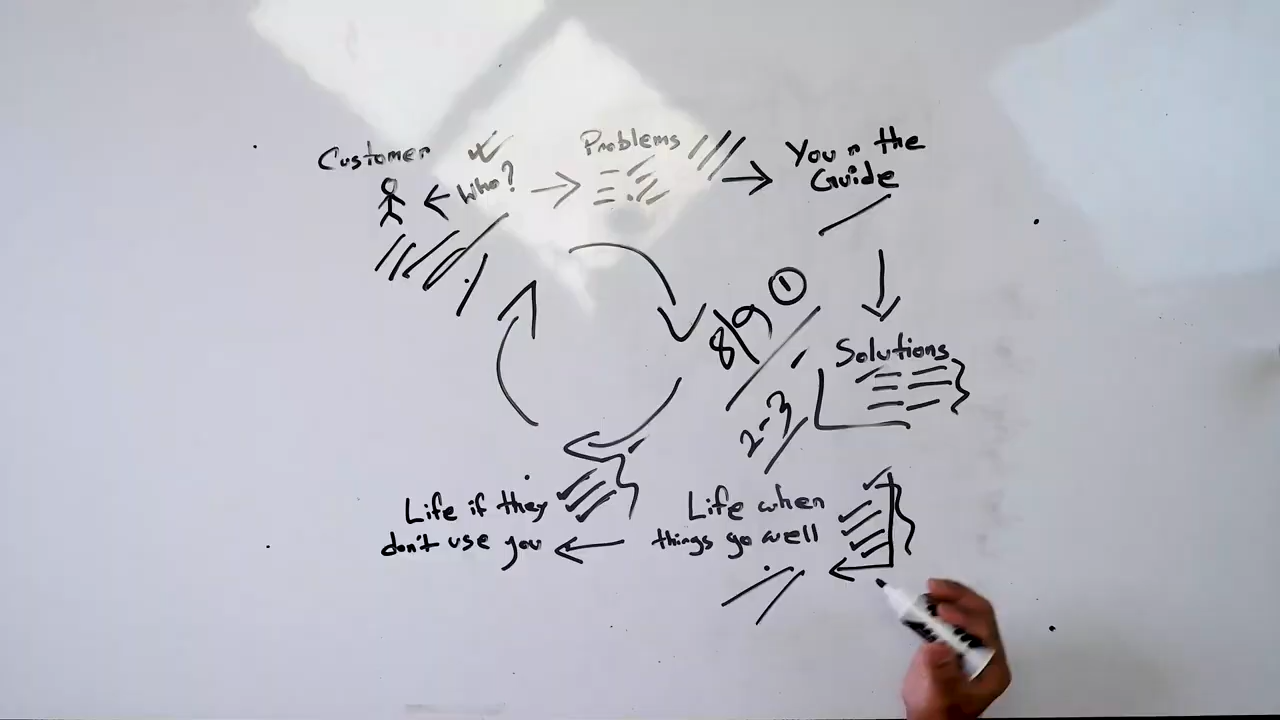 Customer
Who?
Problems
You r the
Guide
8/9 ①
2-3
Solutions
Life when
things go well
Life if they
don't use you